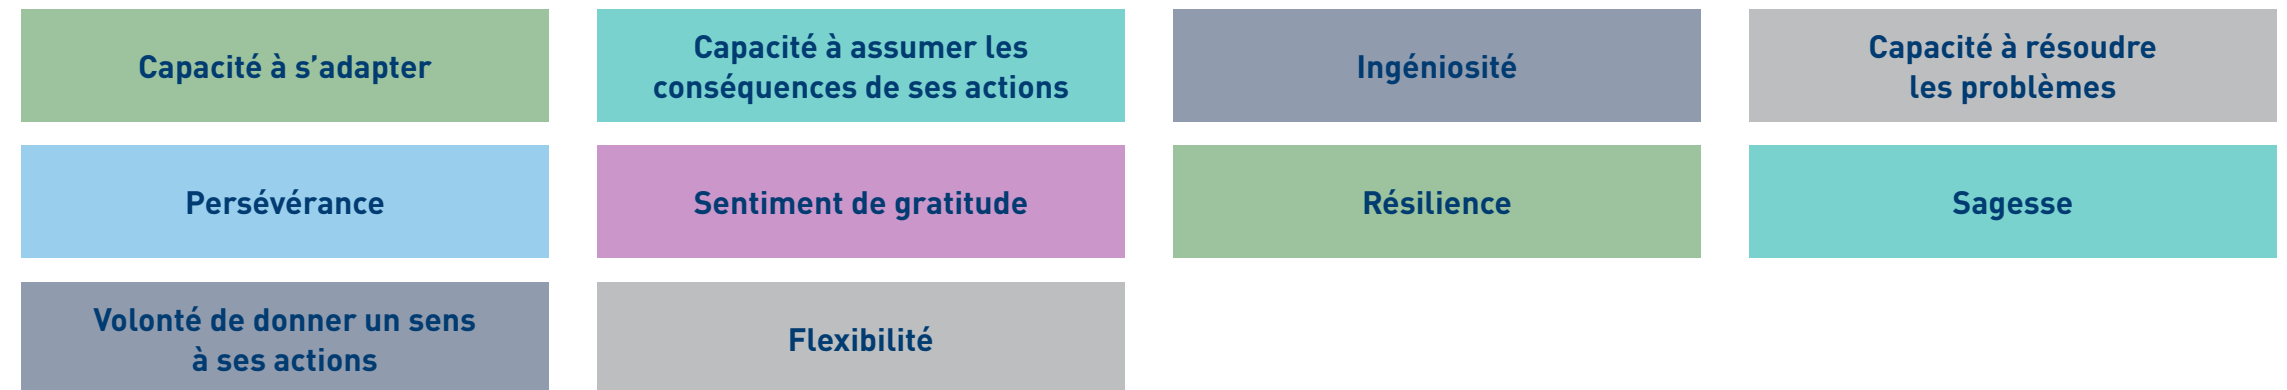 Capacité à s’adapter
Capacité à assumer les
conséquences de ses actions
Ingéniosité
Capacité à résoudre
les problèmes
Persévérance
Sentiment de gratitude
Résilience
Sagesse
Volonté de donner un sens
à ses actions
Flexibilité